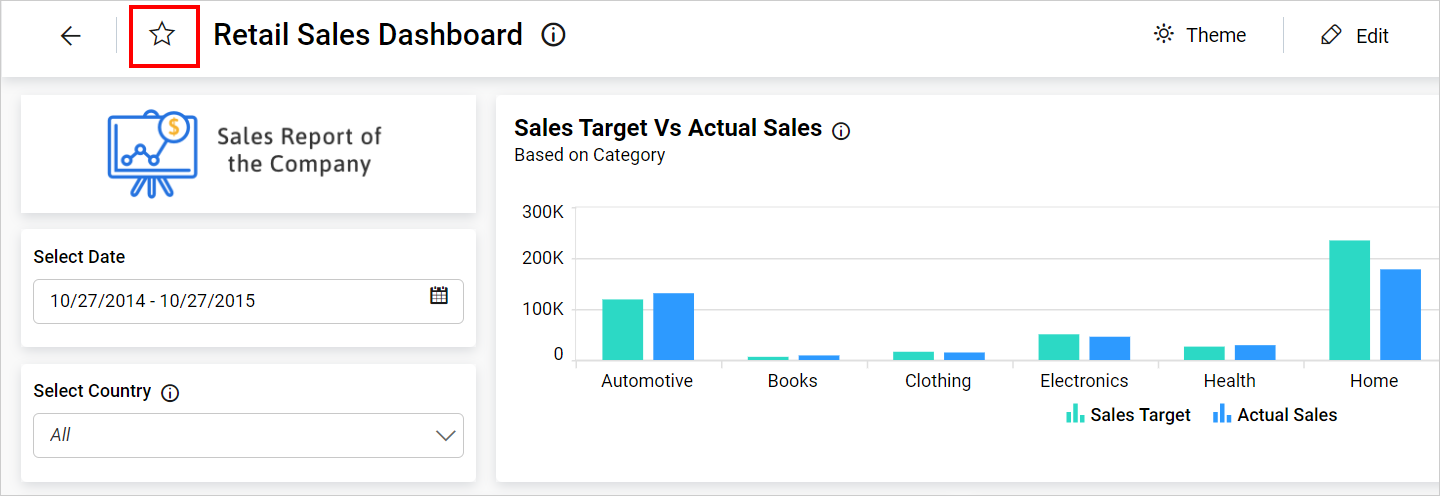 Retail Sales Dashboard
Theme
Edit
$
Sales Report of
the Company
Select Date
10/27/2014 - 10/27/2015
Select Country
All
Sales Target Vs Actual Sales
Based on Category
300K
200K
100K
0
Automotive Books Clothing Electronics Health Home
Sales Target Actual Sales